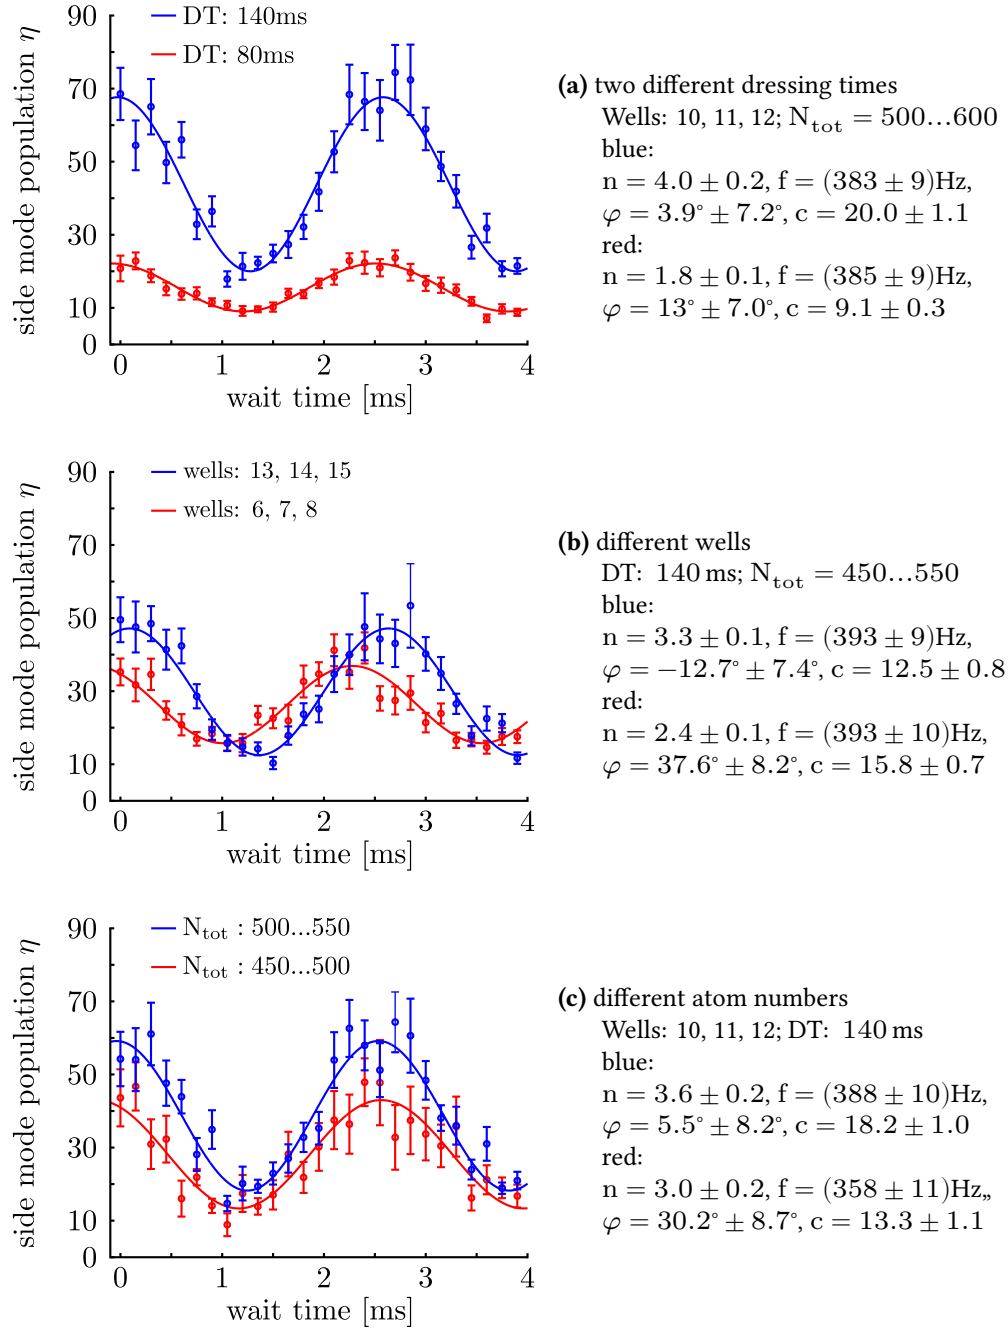 side mode population η
90
70
50
30
10
0
DT: 140ms
DT: 80ms
0 1 2 3 4
wait time [ms]
(a) two different dressing times
Wells: 10, 11, 12; N_tot = 500...600
blue:
n = 4.0 ± 0.2, f = (383 ± 9)Hz,
φ = 3.9° ± 7.2°, c = 20.0 ± 1.1
red:
n = 1.8 ± 0.1, f = (385 ± 9)Hz,
φ = 13° ± 7.0°, c = 9.1 ± 0.3
side mode population η
90
70
50
30
10
0
wells: 13, 14, 15
wells: 6, 7, 8
0 1 2 3 4
wait time [ms]
(b) different wells
DT: 140 ms; N_tot = 450...550
blue:
n = 3.3 ± 0.1, f = (393 ± 9)Hz,
φ = −12.7° ± 7.4°, c = 12.5 ± 0.8
red:
n = 2.4 ± 0.1, f = (393 ± 10)Hz,
φ = 37.6° ± 8.2°, c = 15.8 ± 0.7
side mode population η
90
70
50
30
10
0
N_tot : 500...550
N_tot : 450...500
0 1 2 3 4
wait time [ms]
(c) different atom numbers
Wells: 10, 11, 12; DT: 140 ms
blue:
n = 3.6 ± 0.2, f = (388 ± 10)Hz,
φ = 5.5° ± 8.2°, c = 18.2 ± 1.0
red:
n = 3.0 ± 0.2, f = (358 ± 11)Hz,,
φ = 30.2° ± 8.7°, c = 13.3 ± 1.1